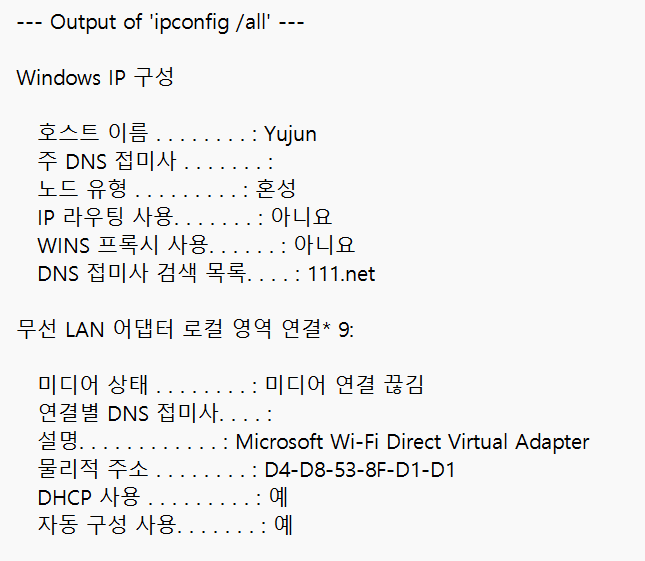 --- Output of 'ipconfig /all' ---
Windows IP 구성
호스트 이름 . . . . . . . . : Yujun
주 DNS 접미사 . . . . . . . :
노드 유형 . . . . . . . . . : 혼성
IP 라우팅 사용. . . . . . . : 아니요
WINS 프록시 사용. . . . . . : 아니요
DNS 접미사 검색 목록. . . . : 111.net
무선 LAN 어댑터 로컬 영역 연결* 9:
미디어 상태 . . . . . . . . : 미디어 연결 끊김
연결별 DNS 접미사. . . . :
설명. . . . . . . . . . . . : Microsoft Wi-Fi Direct Virtual Adapter
물리적 주소 . . . . . . . . : D4-D8-53-8F-D1-D1
DHCP 사용 . . . . . . . . . : 예
자동 구성 사용. . . . . . . : 예